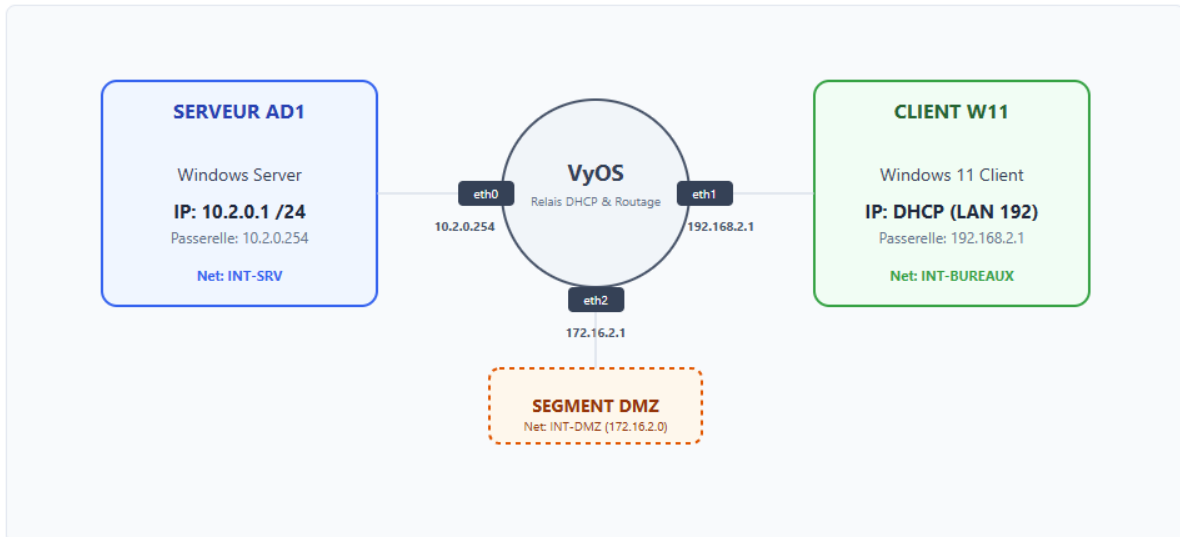 SERVEUR AD1
Windows Server
IP: 10.2.0.1 /24
Passerelle: 10.2.0.254
Net: INT-SRV
eth0
10.2.0.254
VyOS
Relais DHCP & Routage
eth1
192.168.2.1
eth2
172.16.2.1
CLIENT W11
Windows 11 Client
IP: DHCP (LAN 192)
Passerelle: 192.168.2.1
Net: INT-BUREAUX
SEGMENT DMZ
Net: INT-DMZ (172.16.2.0)